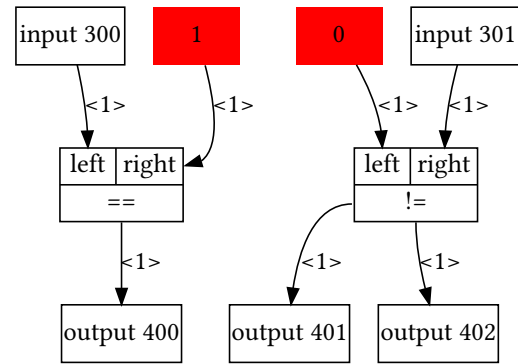 input 300
1
0
input 301
<1>
<1>
<1>
<1>
left
right
left
right
==
!=
<1>
<1>
<1>
output 400
output 401
output 402